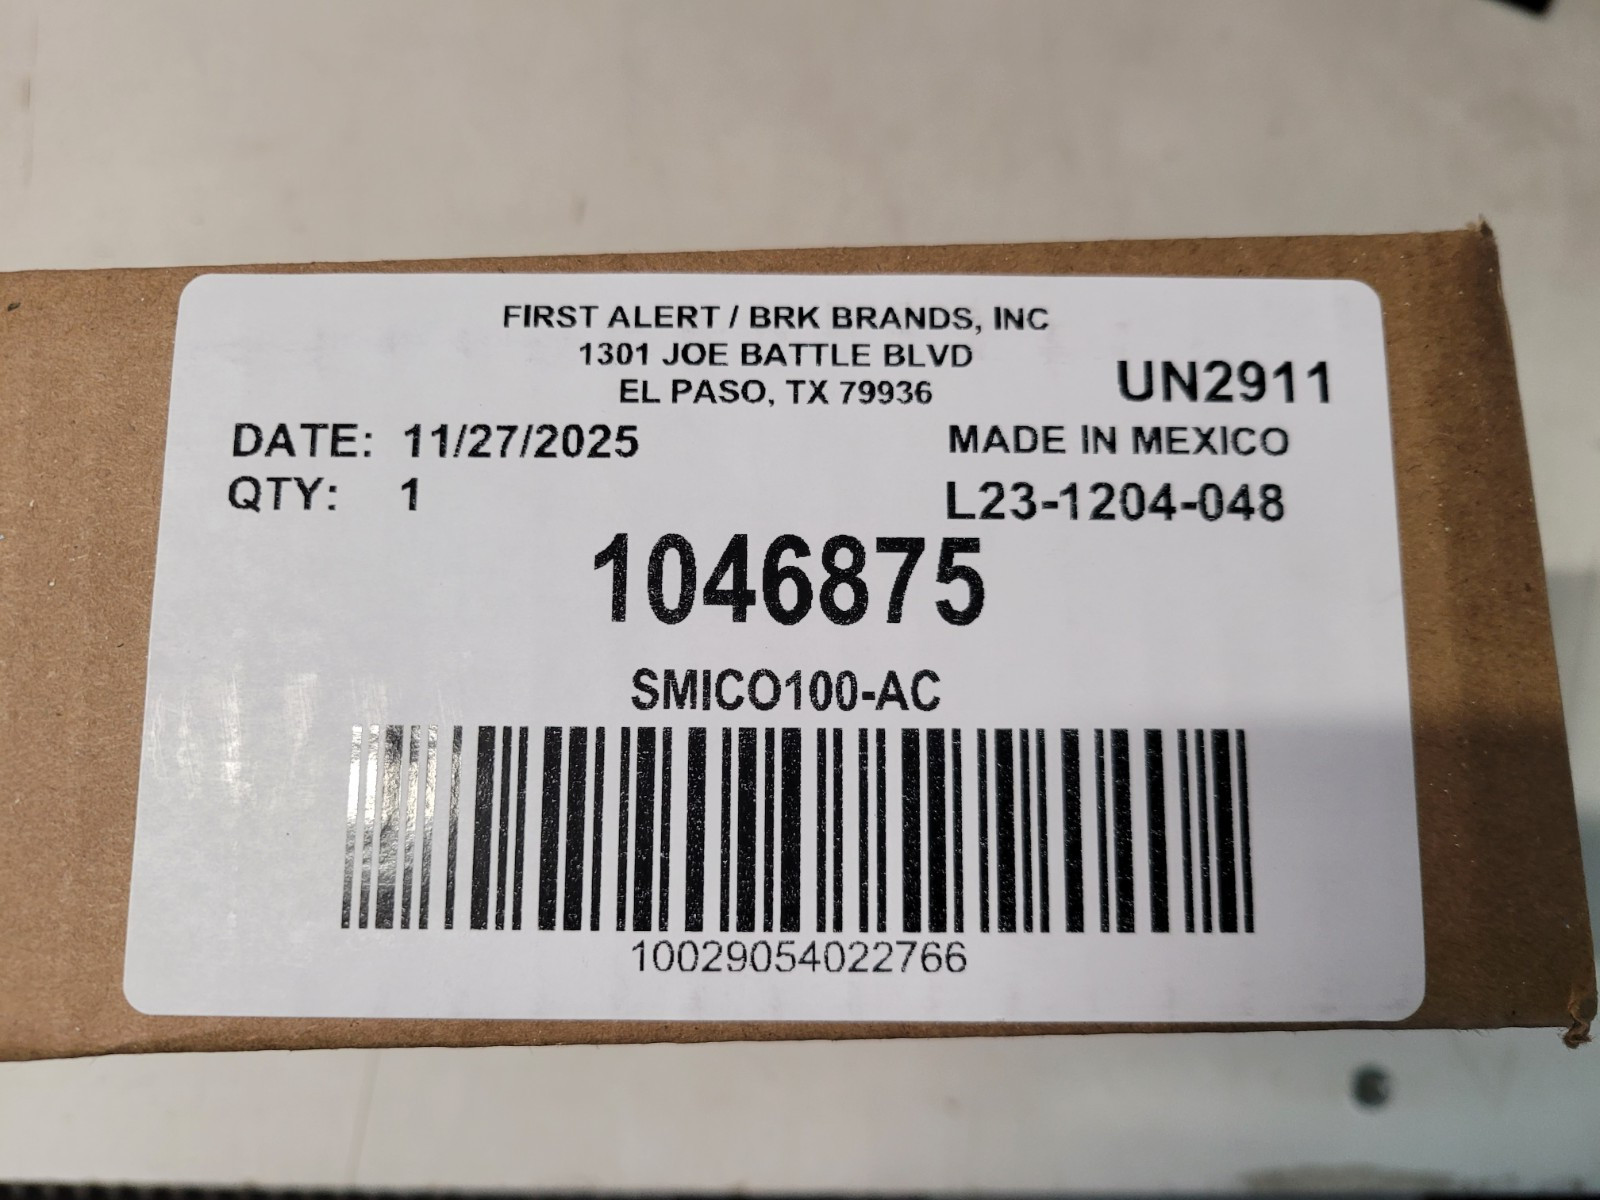 FIRST ALERT / BRK BRANDS, INC
1301 JOE BATTLE BLVD
EL PASO, TX 79936
UN2911
DATE: 11/27/2025
MADE IN MEXICO
QTY: 1
L23-1204-048
1046875
SMICO100-AC
10029054022766